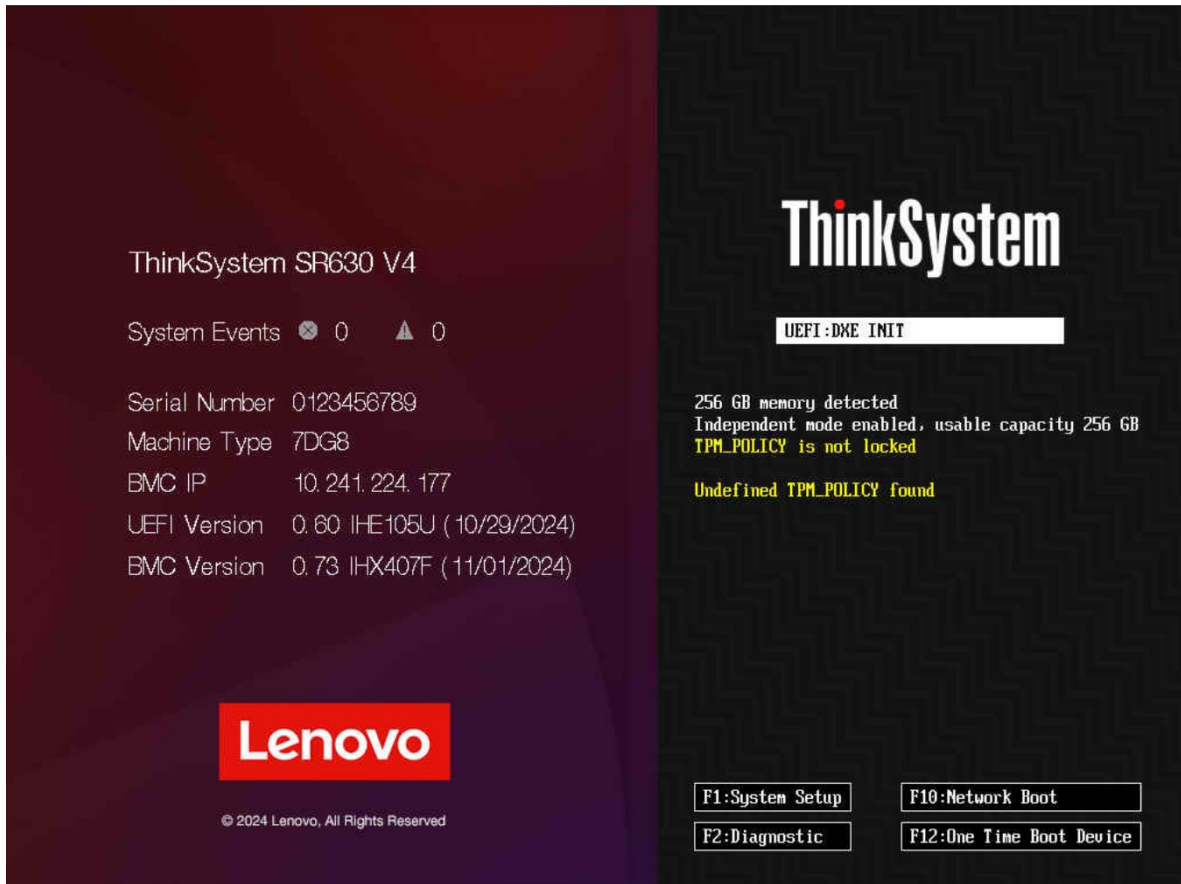 ThinkSystem SR630 V4
System Events 0 0
Serial Number 0123456789
Machine Type 7DG8
BMC IP 10.241.224.177
UEFI Version 0.60 IHE105U (10/29/2024)
BMC Version 0.73 IHX407F (11/01/2024)
Lenovo
© 2024 Lenovo, All Rights Reserved
ThinkSystem
UEFI:DXE INIT
256 GB memory detected
Independent mode enabled, usable capacity 256 GB
TPM_POLICY is not locked
Undefined TPM_POLICY found
F1:System Setup
F10:Network Boot
F2:Diagnostic
F12:One Time Boot Device